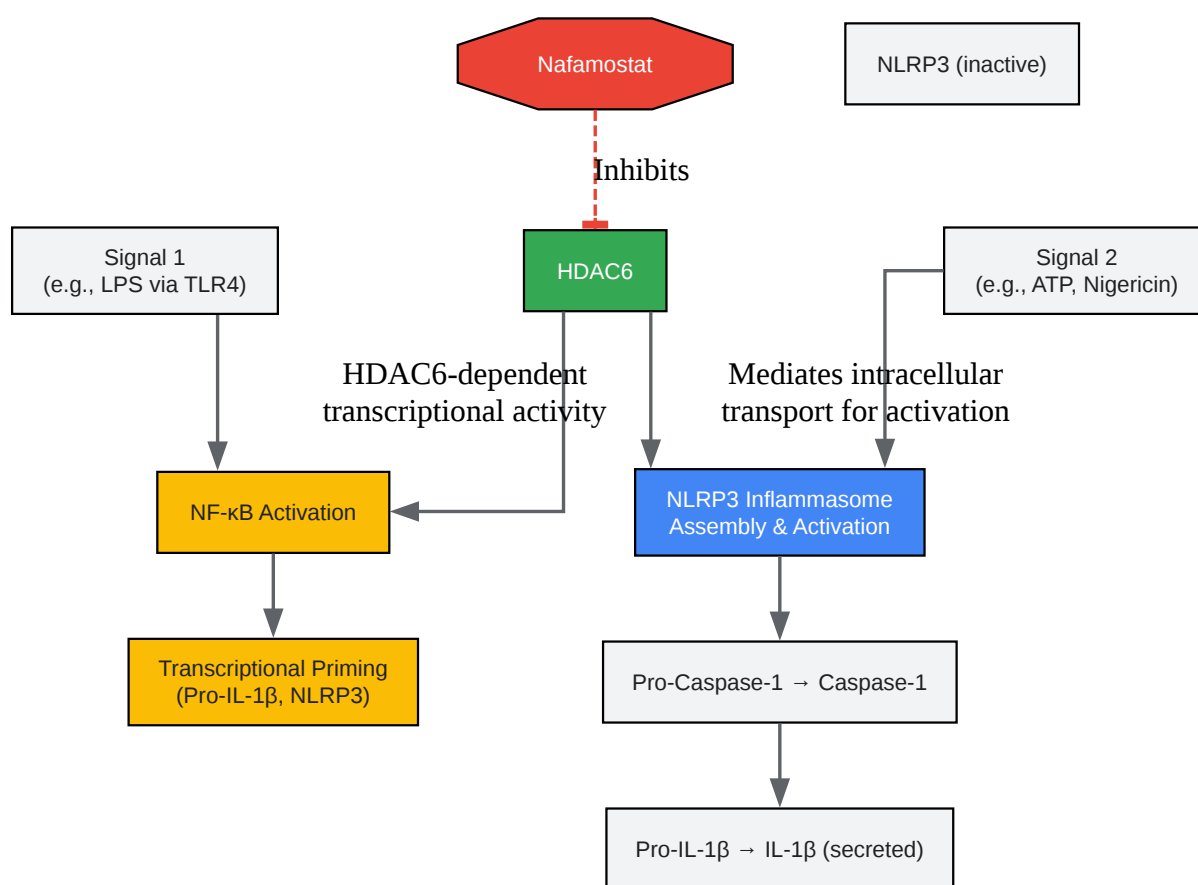 Nafamostat
NLRP3 (inactive)
Inhibits
Signal 1
(e.g., LPS via TLR4)
HDAC6
Signal 2
(e.g., ATP, Nigericin)
HDAC6-dependent
transcriptional activity
Mediates intracellular
transport for activation
NF-κB Activation
NLRP3 Inflammasome
Assembly & Activation
Transcriptional Priming
(Pro-IL-1β, NLRP3)
Pro-Caspase-1 → Caspase-1
Pro-IL-1β → IL-1β (secreted)